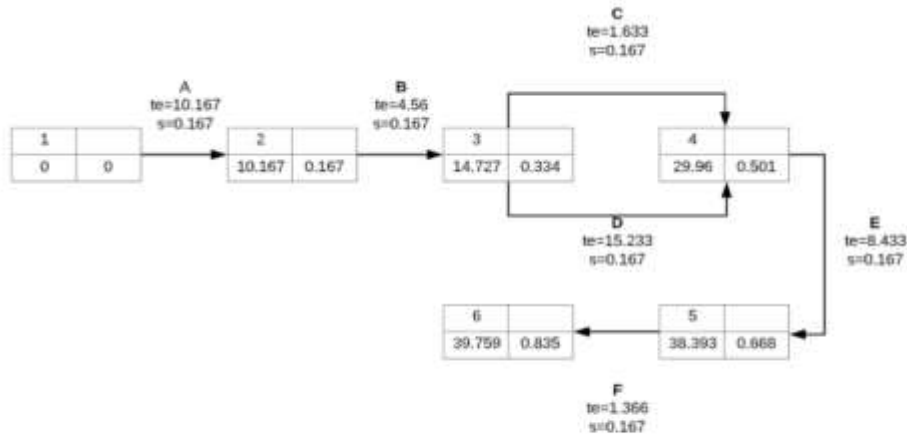 C
te=1.633
s=0.167
A
te=10.167
s=0.167
B
te=4.56
s=0.167
1
0 0
2
10.167 0.167
3
14.727 0.334
4
29.96 0.501
D
te=15.233
s=0.167
E
te=8.433
s=0.167
6
39.759 0.835
5
38.393 0.668
F
te=1.366
s=0.167